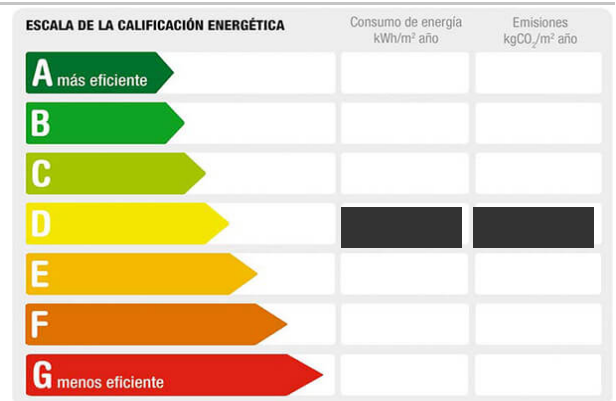 ESCALA DE LA CALIFICACIÓN ENERGÉTICA
Consumo de energía
kWh/m² año
Emisiones
kgCO₂/m² año
A más eficiente
B
C
D
E
F
G menos eficiente